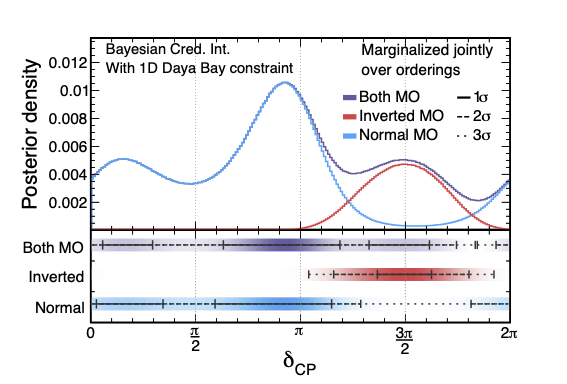 Bayesian Cred. Int.
With 1D Daya Bay constraint
Marginalized jointly
over orderings
Both MO
Inverted MO
Normal MO
1σ
2σ
3σ
Posterior density
0.012
0.01
0.008
0.006
0.004
0.002
Both MO
Inverted
Normal
0
π/2
π
3π/2
2π
δCP